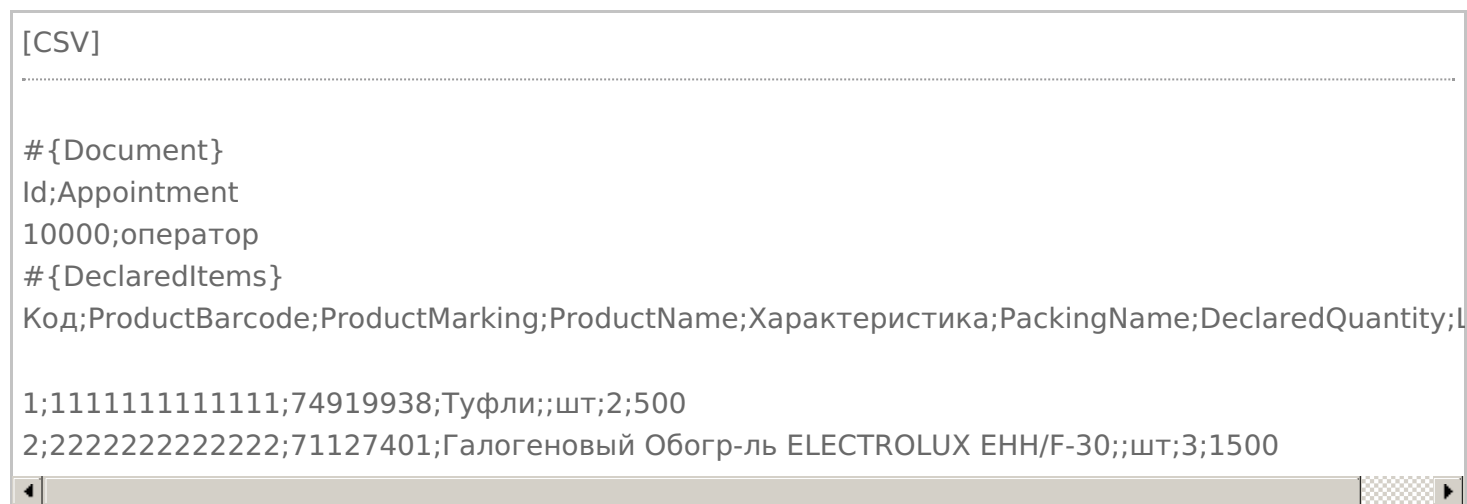 [CSV]
#{Document}
Id;Appointment
10000;оператор
#{DeclaredItems}
Код;ProductBarcode;ProductMarking;ProductName;Характеристика;PackingName;DeclaredQuantity;
1;1111111111111;74919938;Туфли;;шт;2;500
2;2222222222222;71127401;Галогеновый Обогр-ль ELECTROLUX EHH/F-30;;шт;3;1500